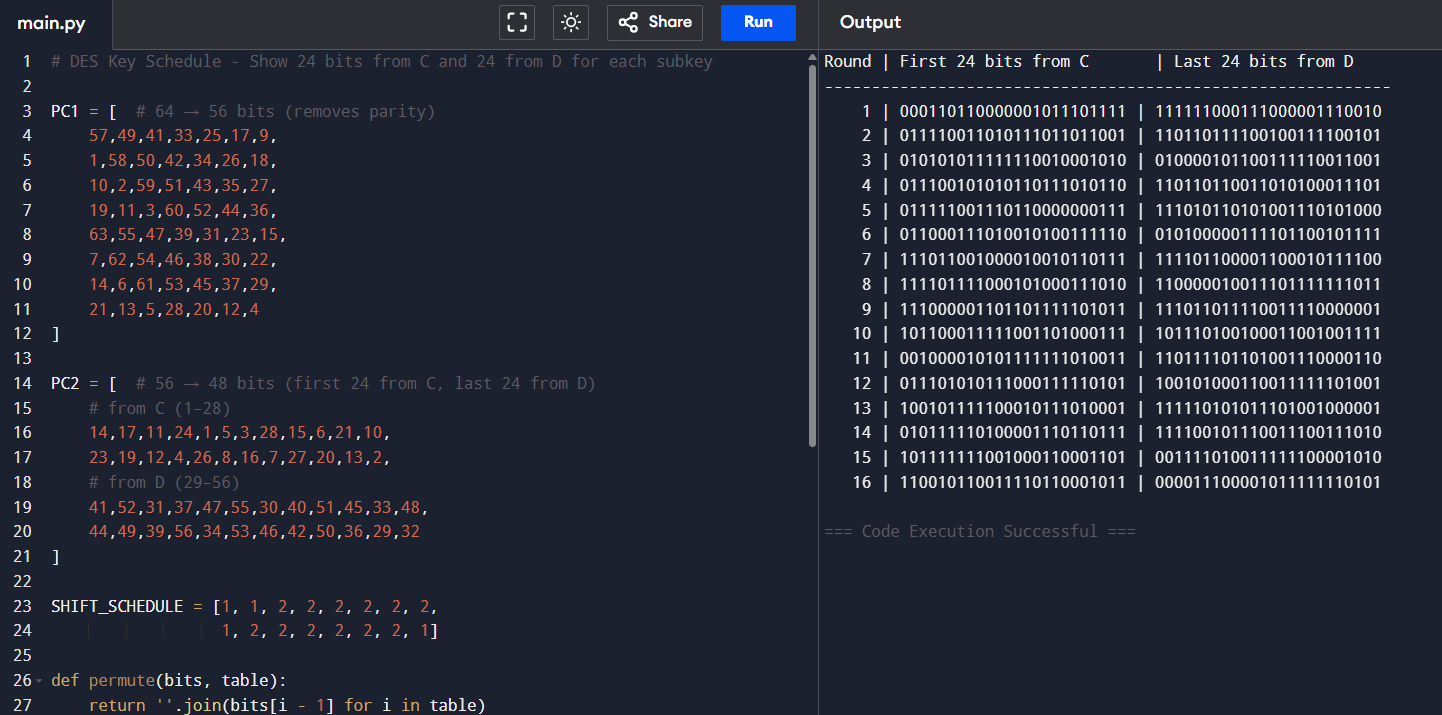 main.py
Share
Run
Output
1 # DES Key Schedule - Show 24 bits from C and 24 from D for each subkey
2
3 PC1 = [  # 64 → 56 bits (removes parity)
4     57,49,41,33,25,17,9,
5     1,58,50,42,34,26,18,
6     10,2,59,51,43,35,27,
7     19,11,3,60,52,44,36,
8     63,55,47,39,31,23,15,
9     7,62,54,46,38,30,22,
10     14,6,61,53,45,37,29,
11     21,13,5,28,20,12,4
12 ]
13
14 PC2 = [  # 56 → 48 bits (first 24 from C, last 24 from D)
15     # from C (1-28)
16     14,17,11,24,1,5,3,28,15,6,21,10,
17     23,19,12,4,26,8,16,7,27,20,13,2,
18     # from D (29-56)
19     41,52,31,37,47,55,30,40,51,45,33,48,
20     44,49,39,56,34,53,46,42,50,36,29,32
21 ]
22
23 SHIFT_SCHEDULE = [1, 1, 2, 2, 2, 2, 2, 2,
24                   1, 2, 2, 2, 2, 2, 2, 1]
25
26 def permute(bits, table):
27     return ''.join(bits[i - 1] for i in table)
Round | First 24 bits from C       | Last 24 bits from D
------------------------------------------------------------
1 | 000110110000001011101111 | 111111000111000001110010
2 | 011110011010111011011001 | 110110111100100111100101
3 | 010101011111110010001010 | 010000101100111110011001
4 | 011100101010110111010110 | 110110110011010100011101
5 | 011111001110110000000111 | 111010110101001110101000
6 | 011000111010010100111110 | 010100000111101100101111
7 | 111011001000010010110111 | 111101100001100010111100
8 | 111101111000101000111010 | 110000010011101111111011
9 | 111000001101101111101011 | 111011011110011110000001
10 | 101100011111001101000111 | 101110100100011001001111
11 | 001000010101111111010011 | 110111101101001110000110
12 | 011101010111000111110101 | 100101000110011111101001
13 | 100101111100010111010001 | 111110101011101001000001
14 | 010111110100001110110111 | 111100101110011100111010
15 | 101111111001000110001101 | 001111010011111100001010
16 | 110010110011110110001011 | 000011100001011111110101
=== Code Execution Successful ===